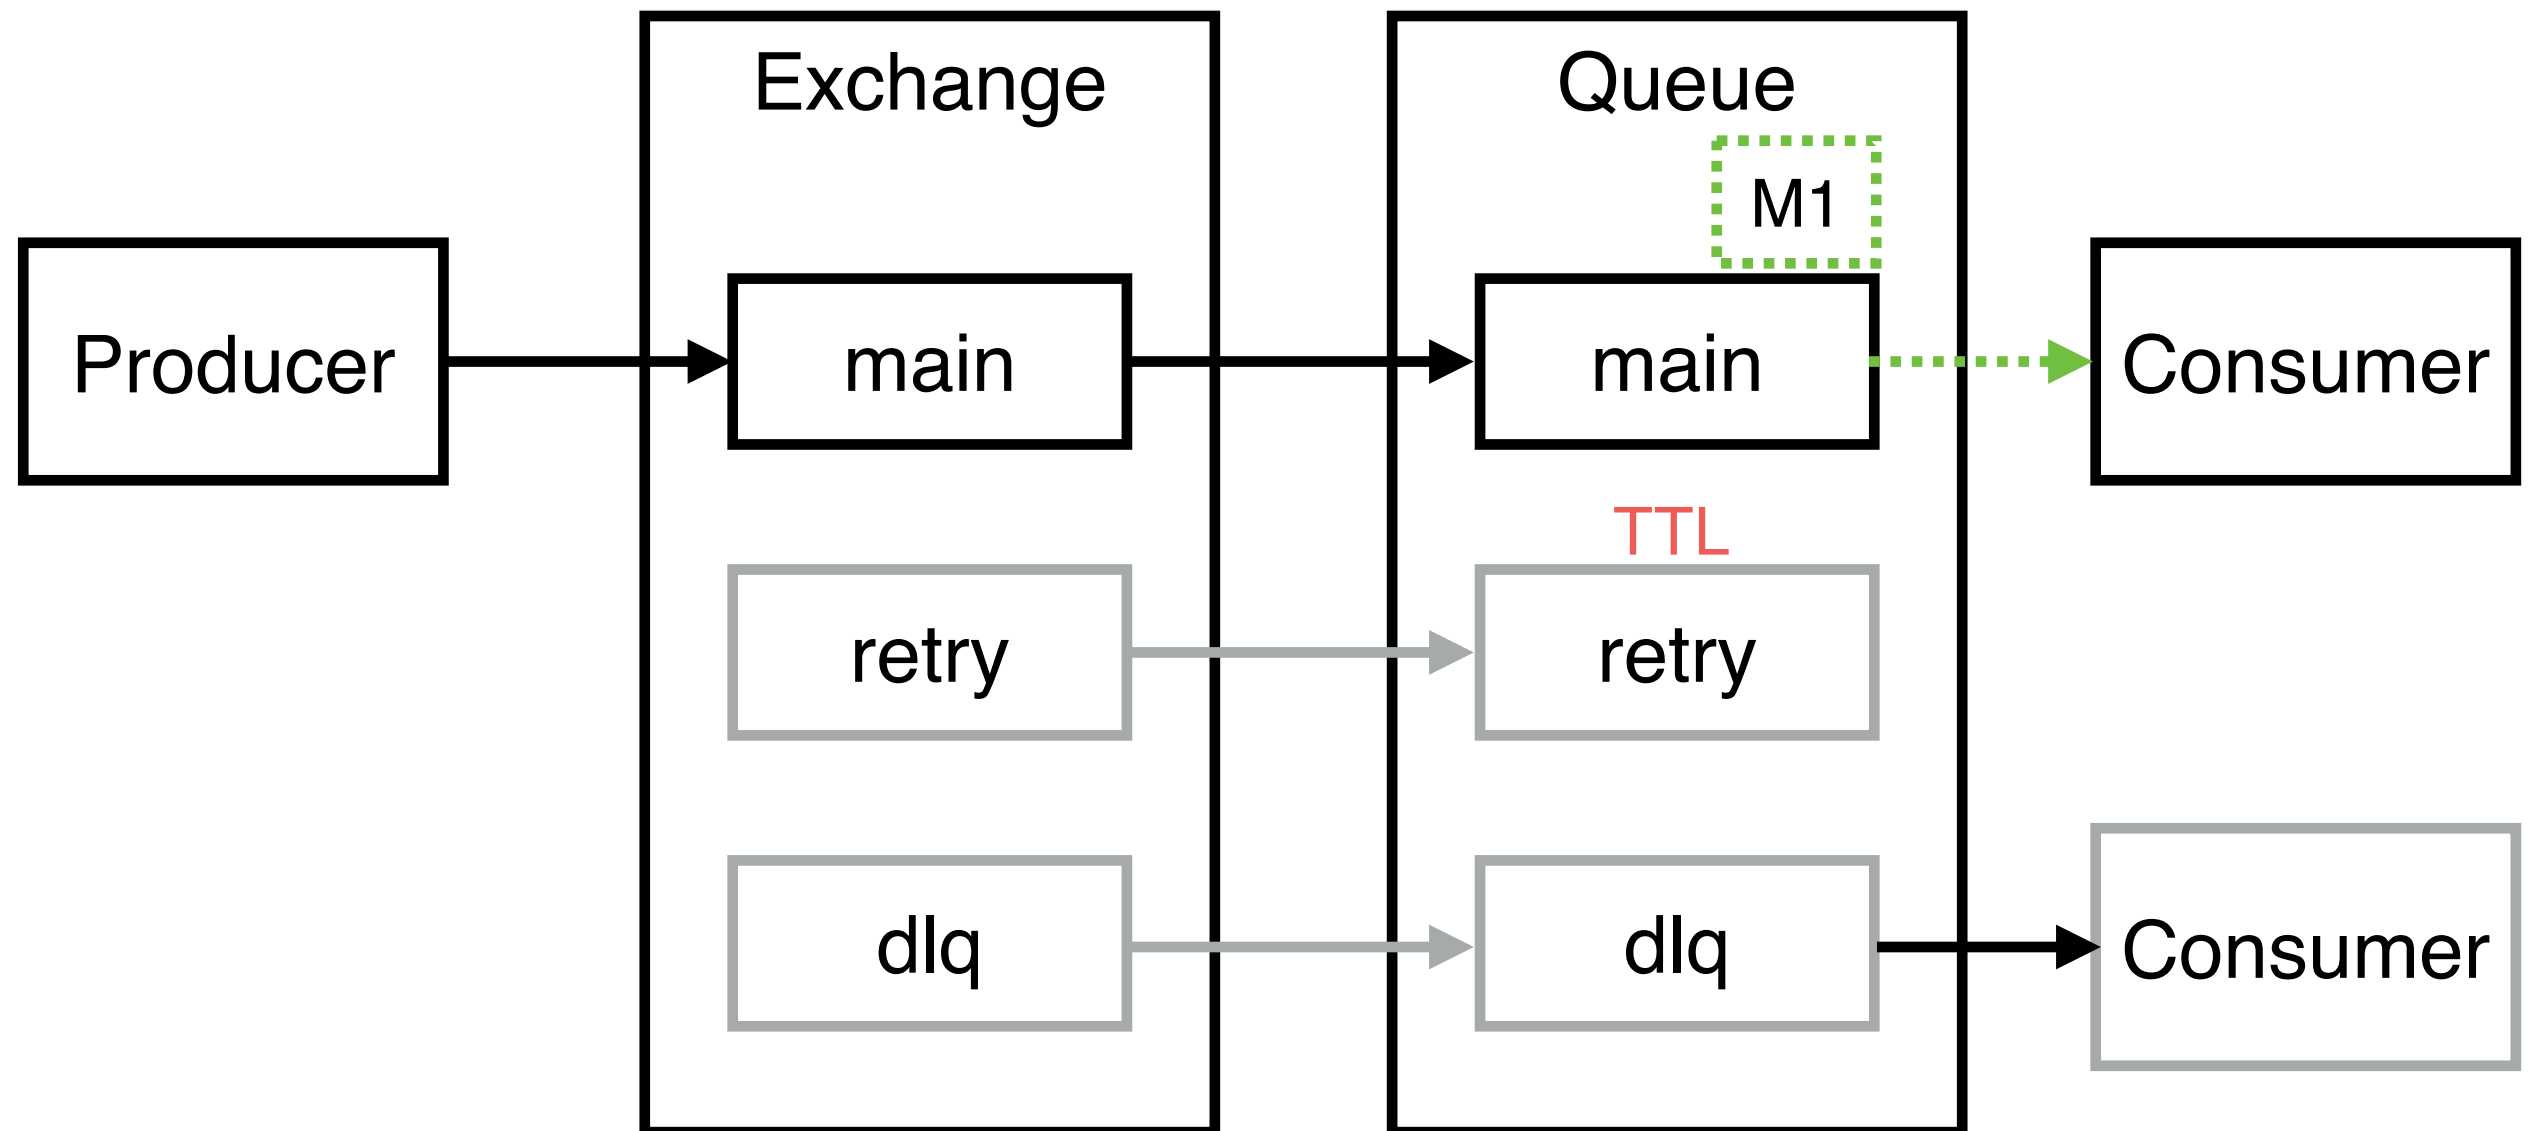 Exchange
Queue
M1
Producer
main
main
Consumer
TTL
retry
retry
dlq
dlq
Consumer